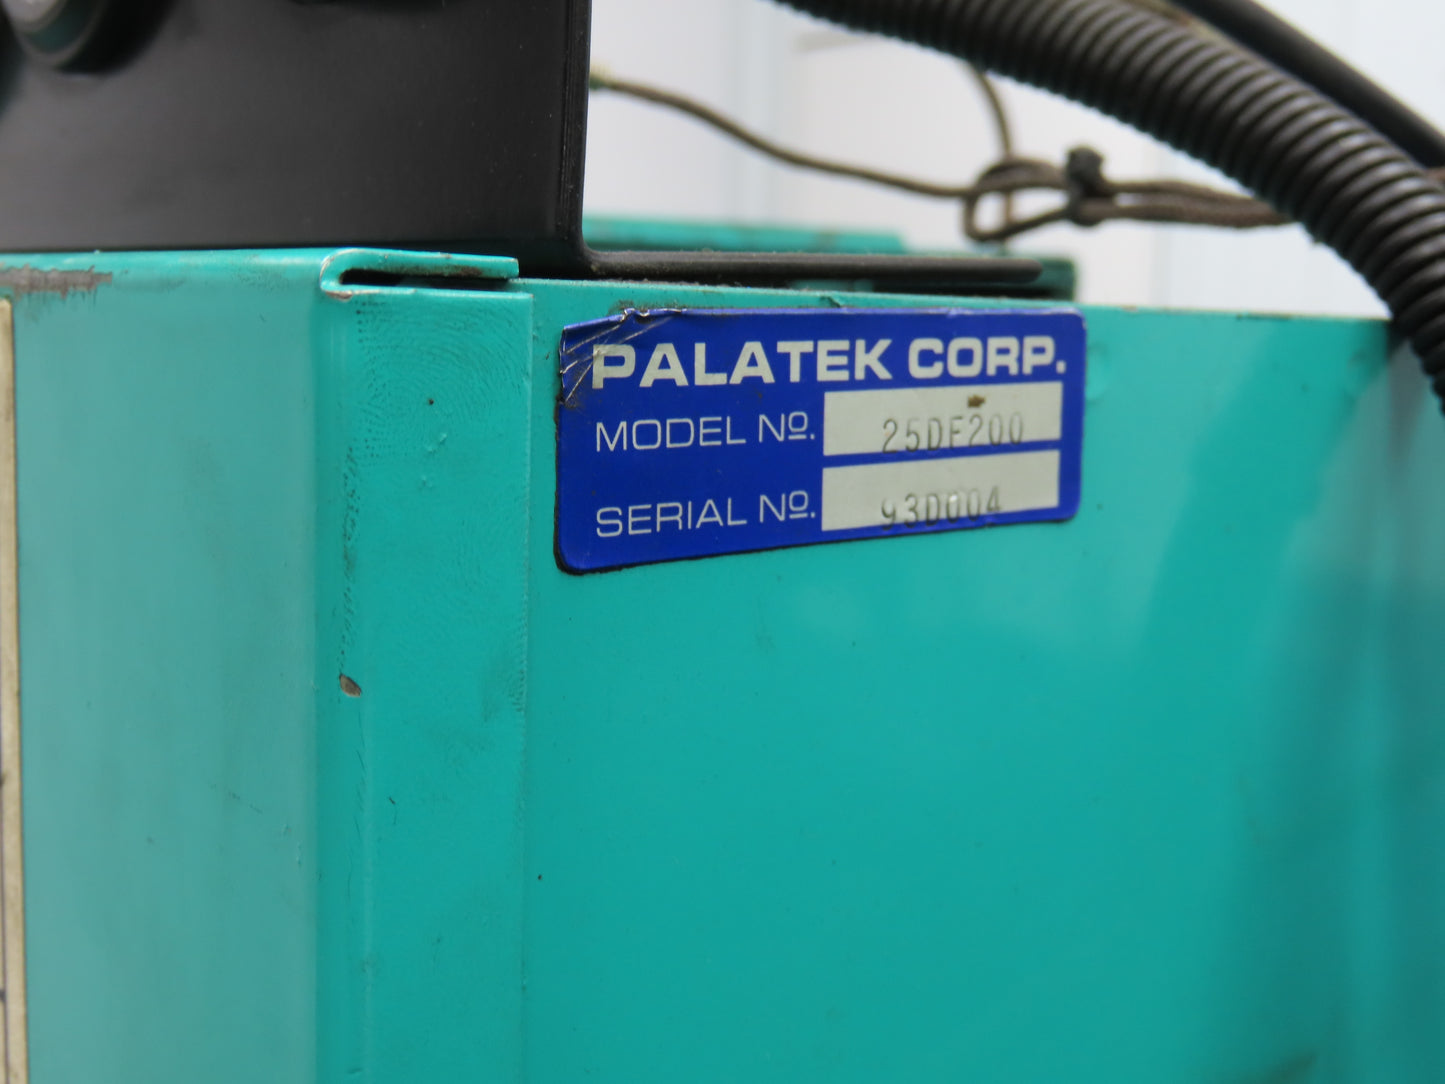 PALATEK CORP.
MODEL Nº. 25DF200
SERIAL Nº. 93D004